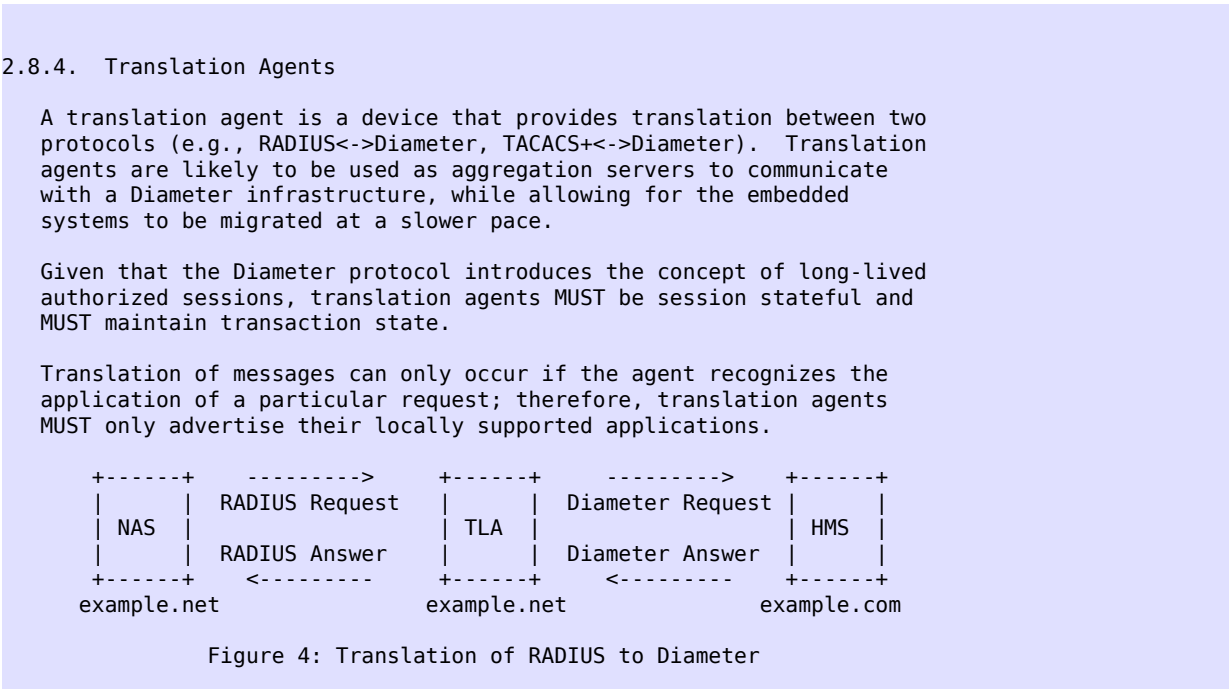 2.8.4.  Translation Agents
   A translation agent is a device that provides translation between two
   protocols (e.g., RADIUS<->Diameter, TACACS+<->Diameter).  Translation
   agents are likely to be used as aggregation servers to communicate
   with a Diameter infrastructure, while allowing for the embedded
   systems to be migrated at a slower pace.
   Given that the Diameter protocol introduces the concept of long-lived
   authorized sessions, translation agents MUST be session stateful and
   MUST maintain transaction state.
   Translation of messages can only occur if the agent recognizes the
   application of a particular request; therefore, translation agents
   MUST only advertise their locally supported applications.
       +------+    --------->     +------+     --------->    +------+
       |      |  RADIUS Request   |      |  Diameter Request |      |
       | NAS  |                   | TLA  |                   | HMS  |
       |      |  RADIUS Answer    |      |  Diameter Answer  |      |
       +------+    <---------     +------+     <---------    +------+
      example.net                example.net               example.com
                Figure 4: Translation of RADIUS to Diameter